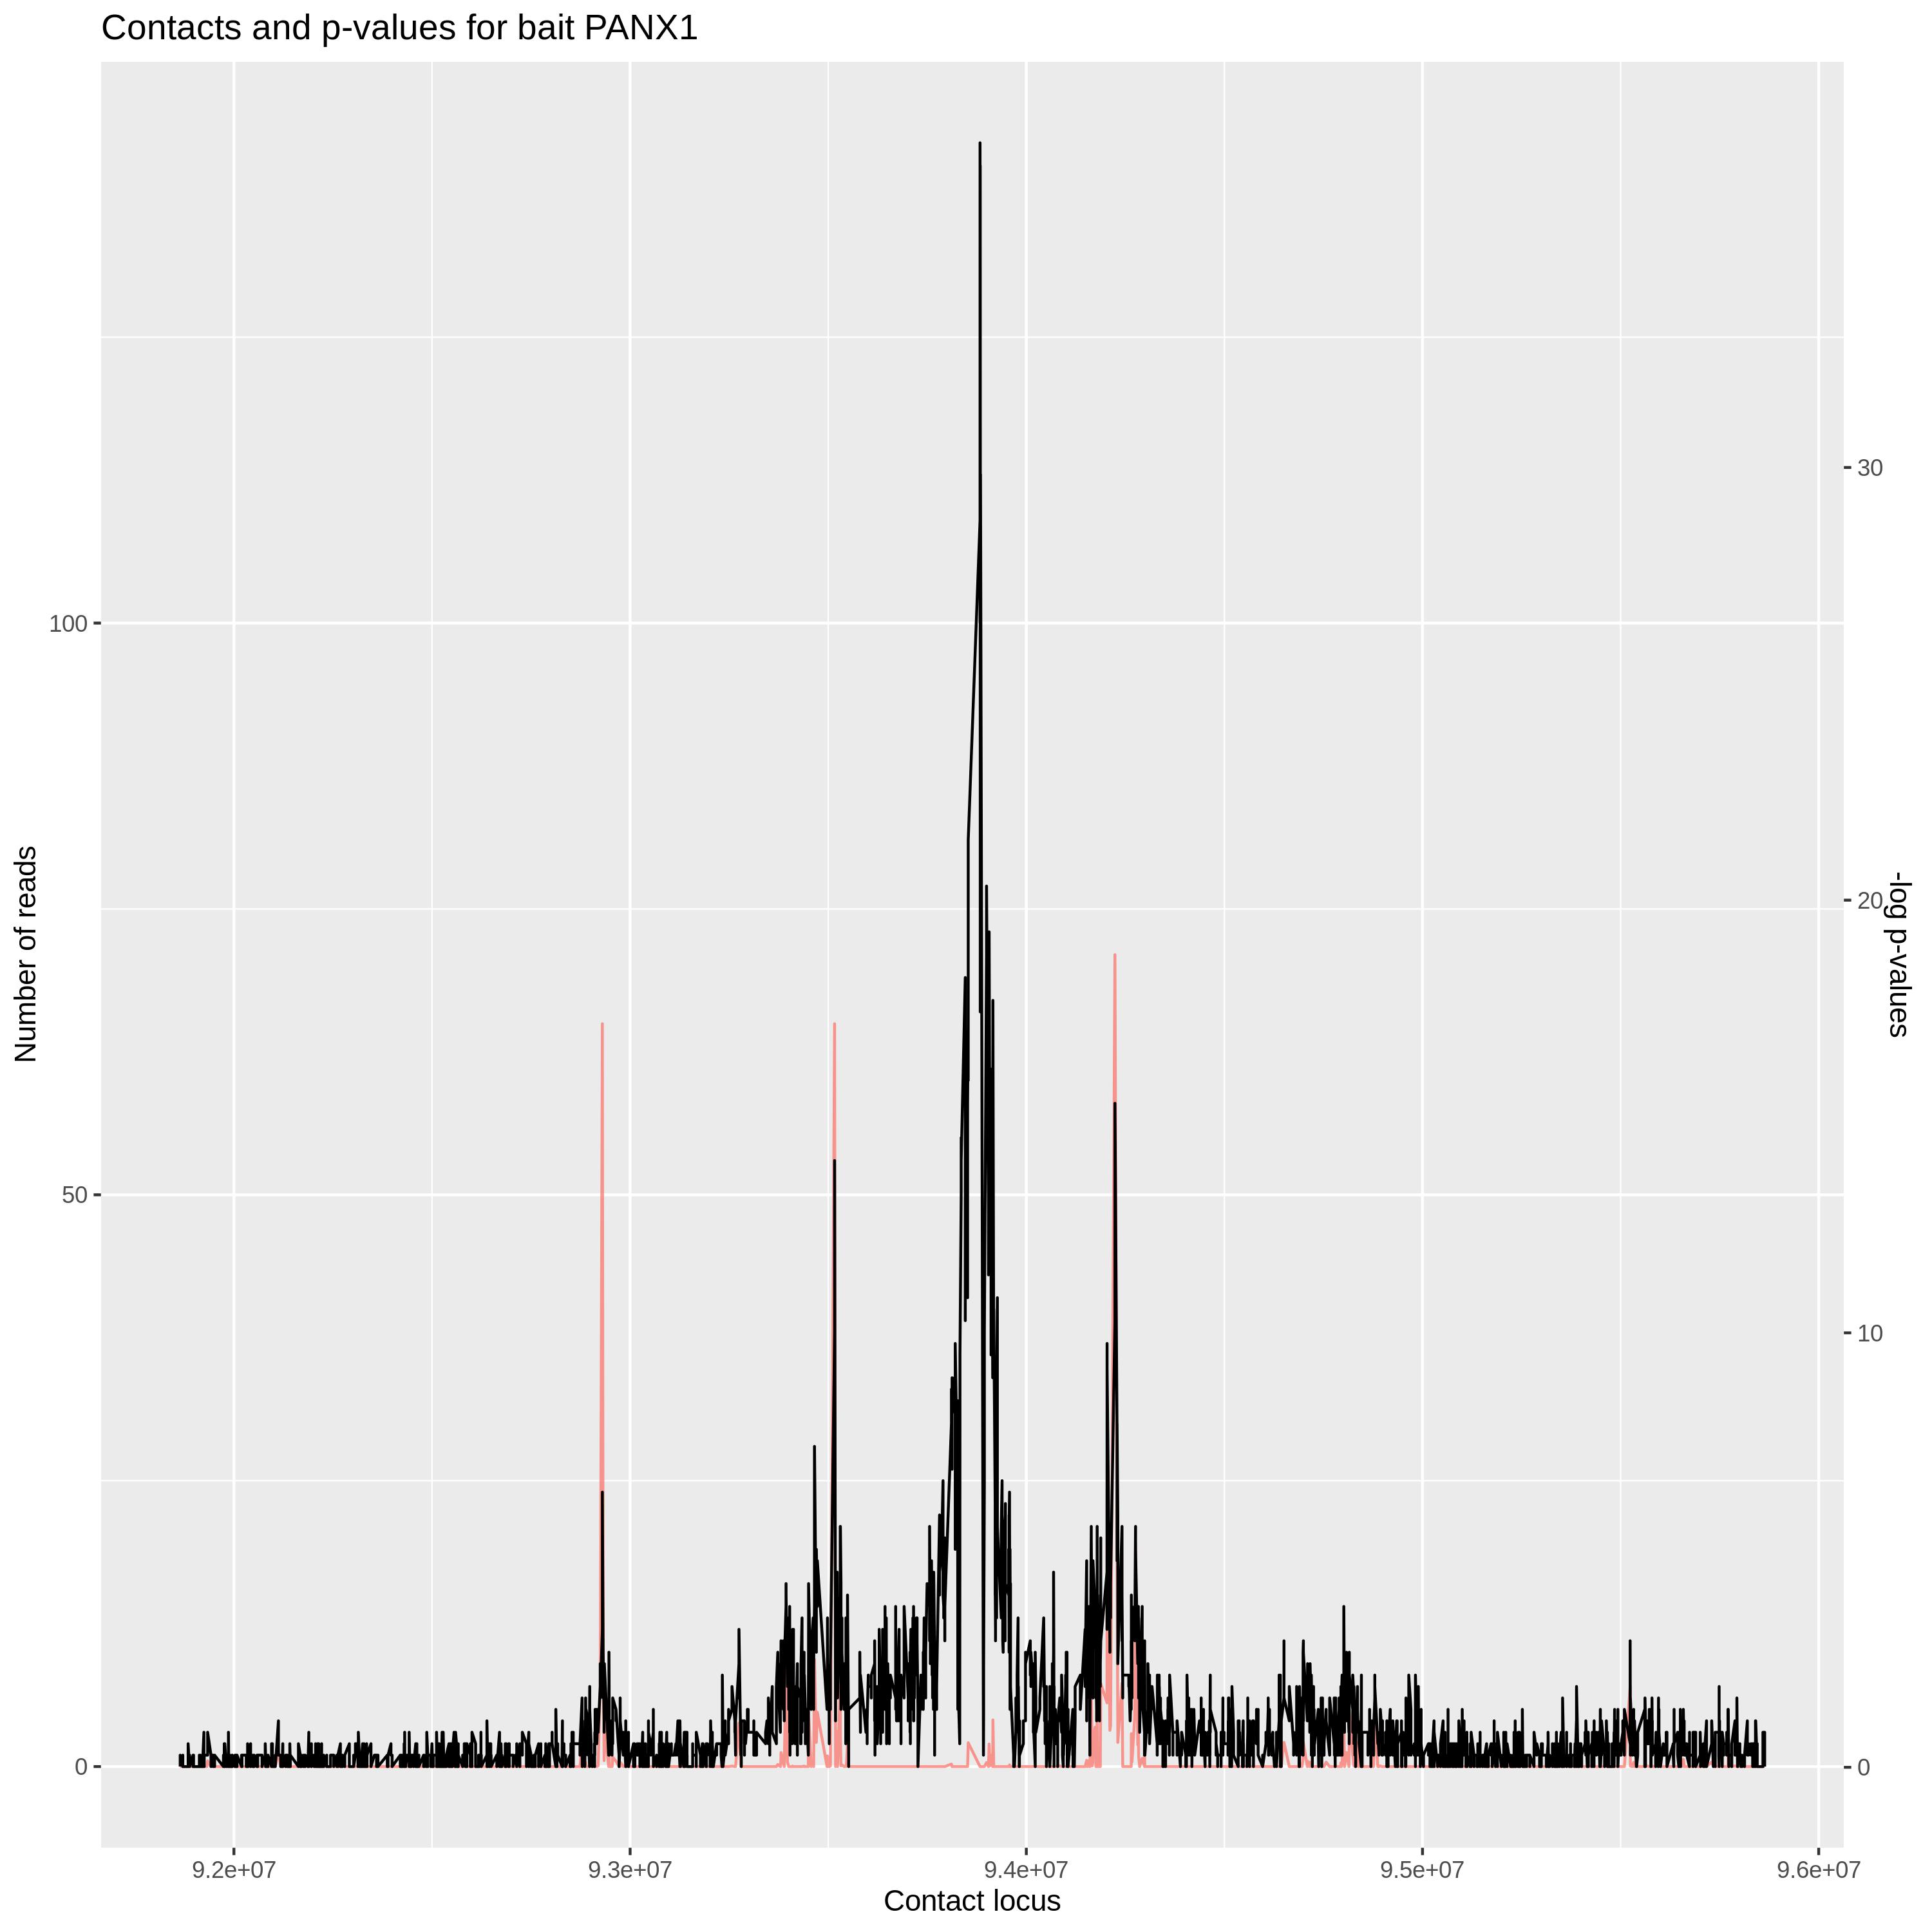 Contacts and p-values for bait PANX1
Number of reads
100
50
0
30
20
10
0
-log p-values
9.2e+07
9.3e+07
9.4e+07
9.5e+07
9.6e+07
Contact locus